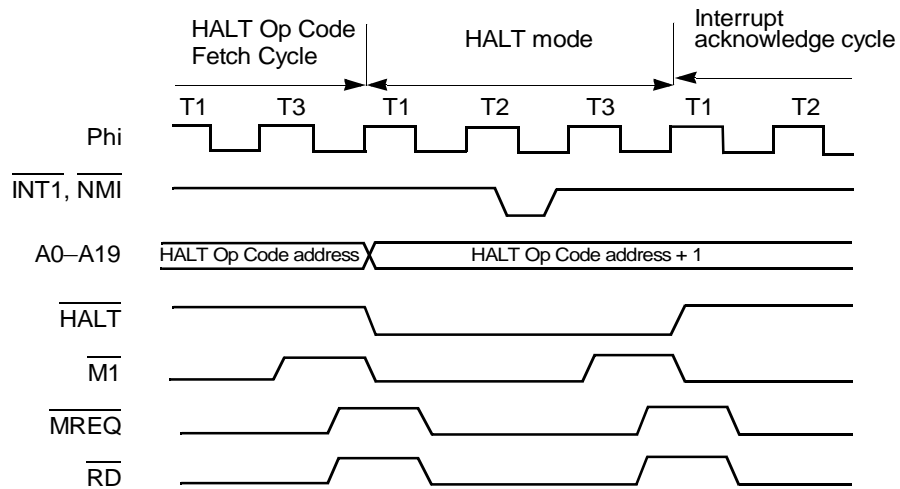 HALT Op Code
Fetch Cycle
HALT mode
Interrupt
acknowledge cycle
T1 T3 T1 T2 T3 T1 T2
Phi
INT1, NMI
A0–A19
HALT Op Code address
HALT Op Code address + 1
HALT
M1
MREQ
RD